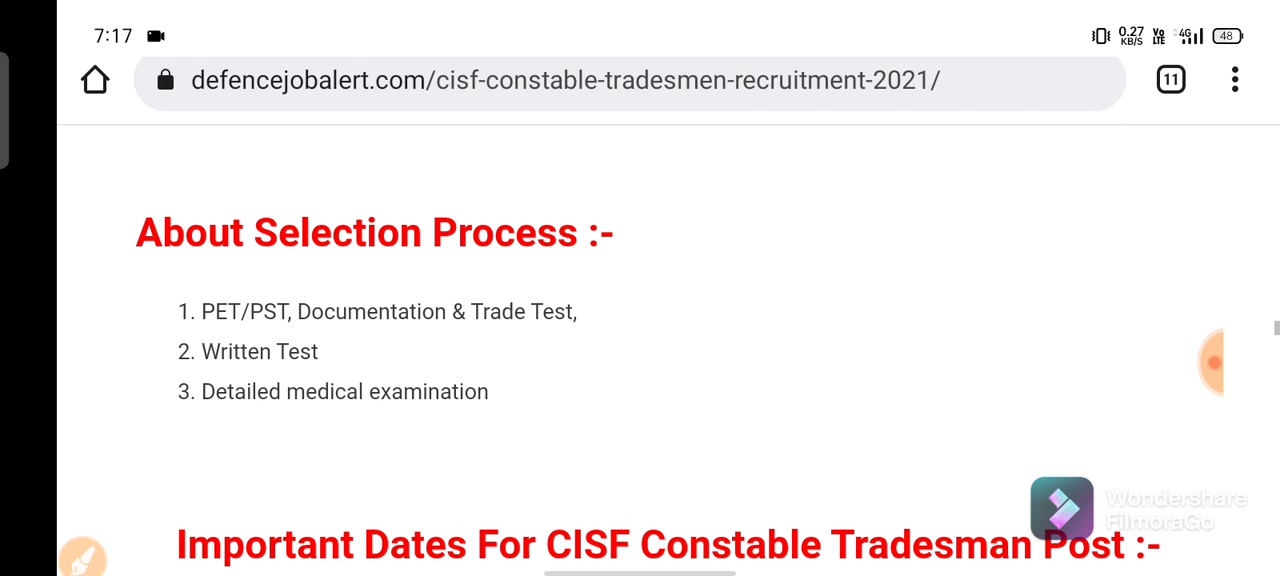 7:17 0.27 KB/S Vo LTE 4G 48
defencejobalert.com/cisf-constable-tradesmen-recruitment-2021/ 11
About Selection Process :-
1. PET/PST, Documentation & Trade Test,
2. Written Test
3. Detailed medical examination
Wondershare
FilmoraGo
Important Dates For CISF Constable Tradesman Post :-